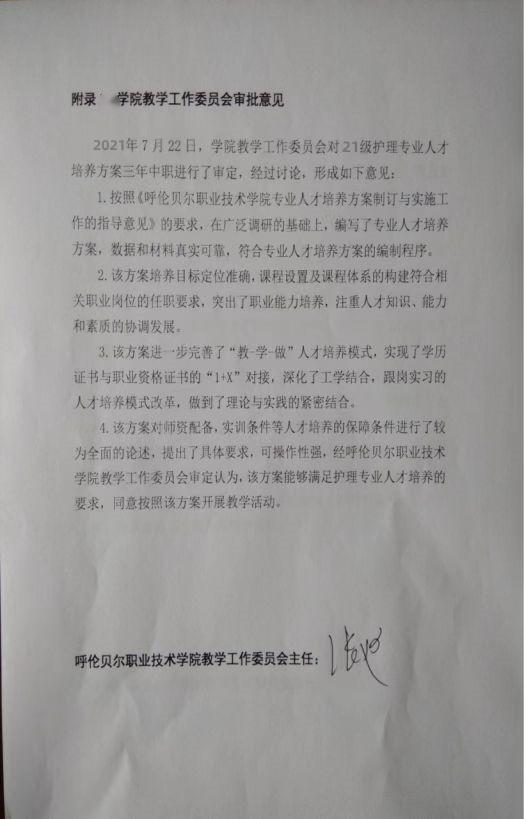 附录 学院教学工作委员会审批意见
2021年7月22日，学院教学工作委员会对21级护理专业人才
培养方案三年中职进行了审定，经过讨论，形成如下意见：
1.按照《呼伦贝尔职业技术学院专业人才培养方案制订与实施工
作的指导意见》的要求，在广泛调研的基础上，编写了专业人才培养
方案，数据和材料真实可靠，符合专业人才培养方案的编制程序。
2.该方案培养目标定位准确，课程设置及课程体系的构建符合相
关职业岗位的任职要求，突出了职业能力培养，注重人才知识、能力
和素质的协调发展。
3.该方案进一步完善了“教-学-做”人才培养模式，实现了学历
证书与职业资格证书的“1+X”对接，深化了工学结合，跟岗实习的
人才培养模式改革，做到了理论与实践的紧密结合。
4.该方案对师资配备，实训条件等人才培养的保障条件进行了较
为全面的论述，提出了具体要求，可操作性强，经呼伦贝尔职业技术
学院教学工作委员会审定认为，该方案能够满足护理专业人才培养的
要求，同意按照该方案开展教学活动。
呼伦贝尔职业技术学院教学工作委员会主任：